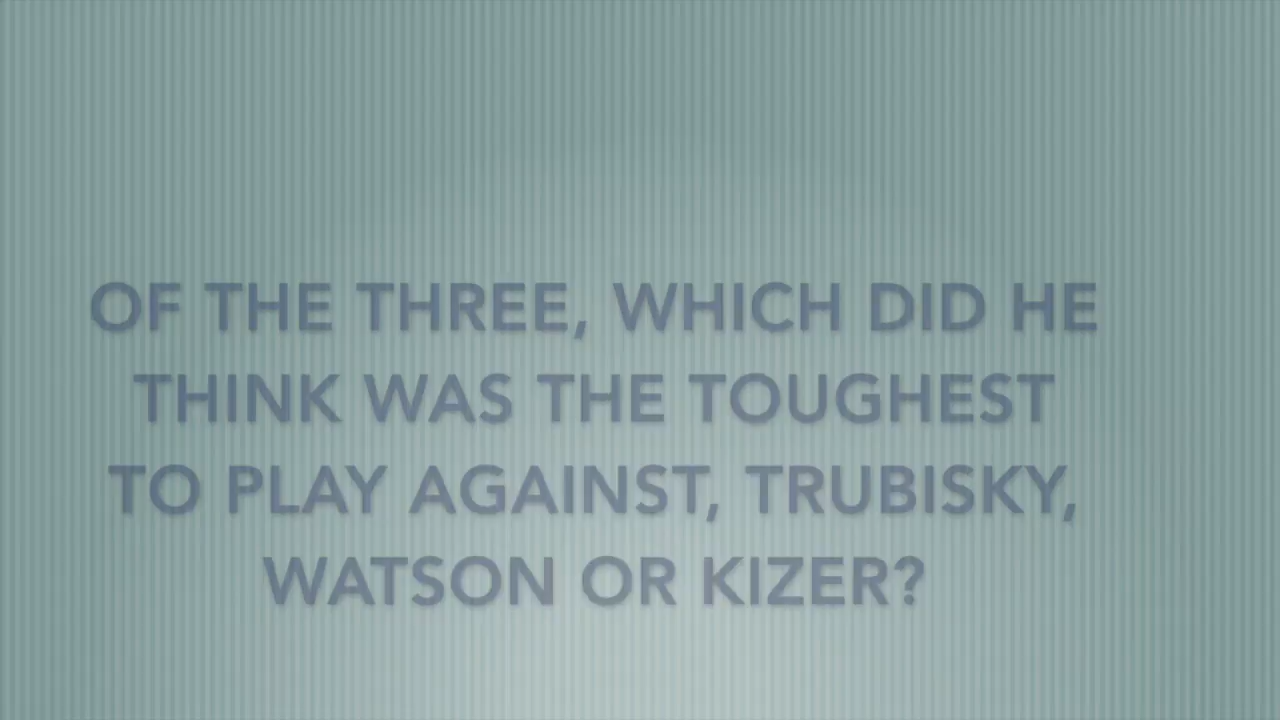 OF THE THREE, WHICH DID HE
THINK WAS THE TOUGHEST
TO PLAY AGAINST, TRUBISKY,
WATSON OR KIZER?